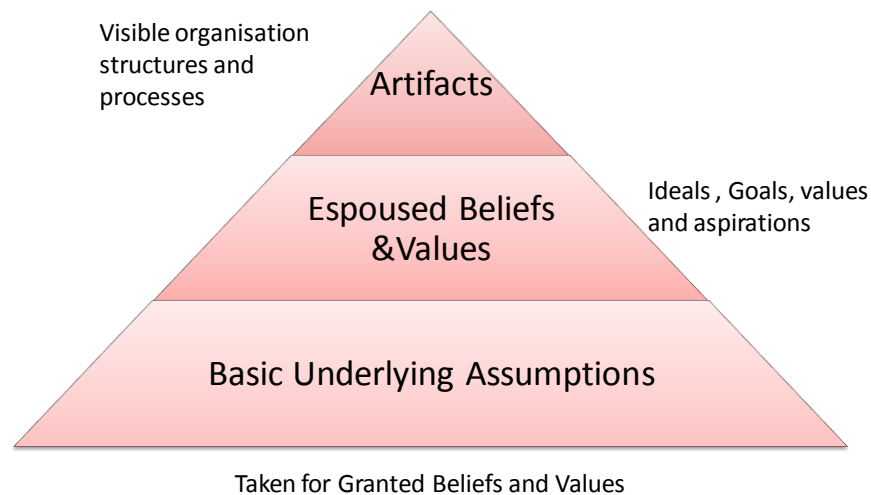 Visible organisation
structures and
processes
Artifacts
Ideals , Goals, values
and aspirations
Espoused Beliefs
&Values
Basic Underlying Assumptions
Taken for Granted Beliefs and Values